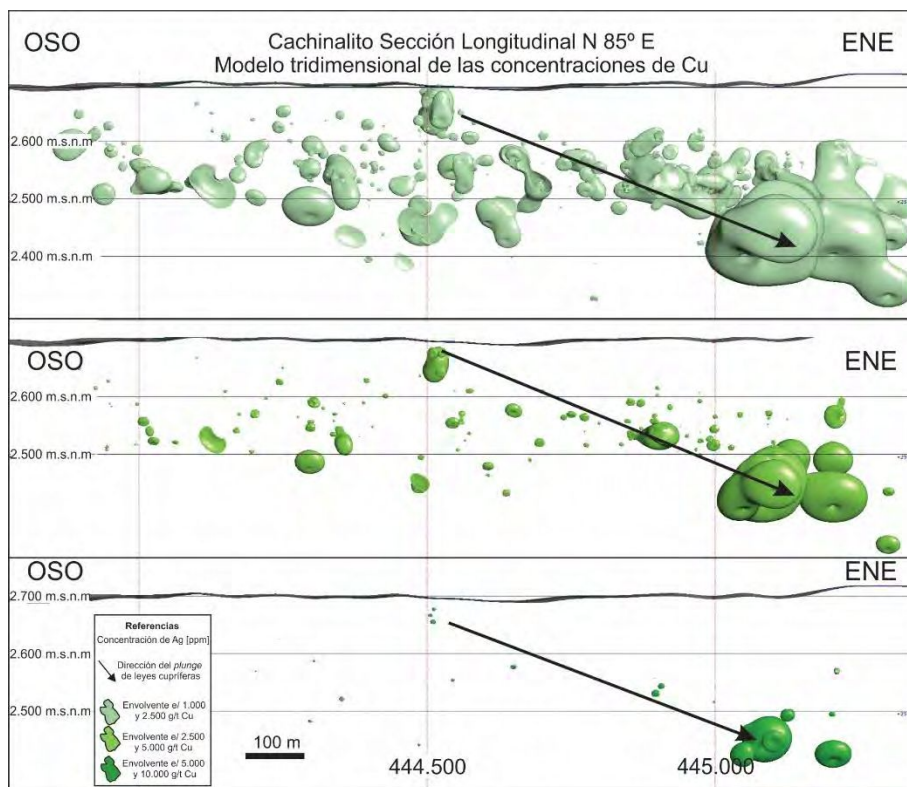 OSO
Cachinalito Sección Longitudinal N 85º E
ENE
Modelo tridimensional de las concentraciones de Cu
2.600 m.s.n.m
2.500 m.s.n.m
2.400 m.s.n.m
OSO
ENE
2.600 m.s.n.m
2.500 m.s.n.m
OSO
ENE
2.700 m.s.n.m
2.600 m.s.n.m
2.500 m.s.n.m
Referencias
Concentración de Ag [ppm]
Dirección del plunge
de leyes cupríferas
Envolvente e/ 1.000
y 2.500 g/t Cu
Envolvente e/ 2.500
y 5.000 g/t Cu
Envolvente e/ 5.000
y 10.000 g/t Cu
100 m
444.500
445.000